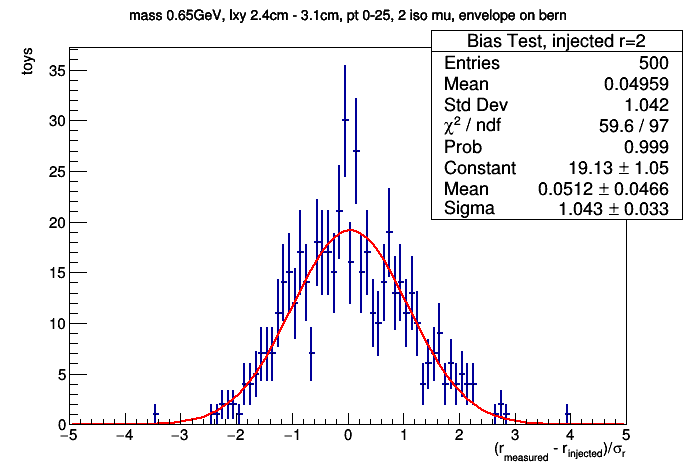 mass 0.65GeV, lxy 2.4cm - 3.1cm, pt 0-25, 2 iso mu, envelope on bern
Bias Test, injected r=2
Entries 500
Mean 0.04959
Std Dev 1.042
χ² / ndf 59.6 / 97
Prob 0.999
Constant 19.13 ± 1.05
Mean 0.0512 ± 0.0466
Sigma 1.043 ± 0.033
toys
35
30
25
20
15
10
5
0
−5 −4 −3 −2 −1 0 1 2 3 4 5
(r_measured - r_injected)/σ_r